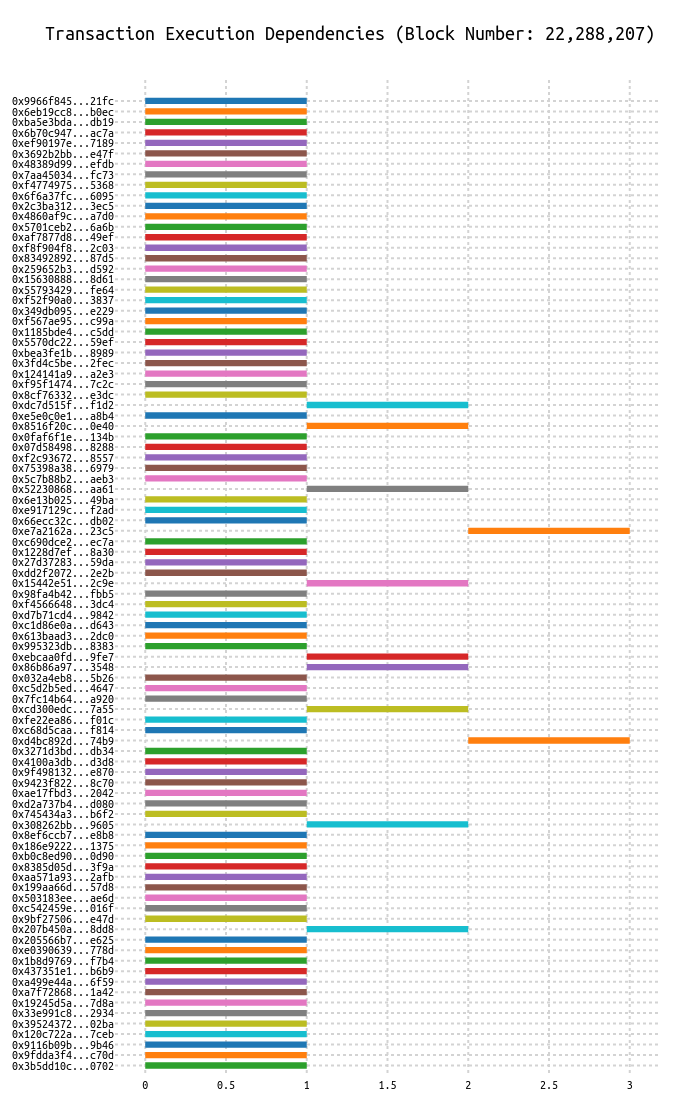 Transaction Execution Dependencies (Block Number: 22,288,207)
0x9966f845...21fc
0x6eb19cc8...b0ec
0xba5e3bda...db19
0x6b70c947...ac7a
0xef90197e...7189
0x3692b2bb...e47f
0x48389d99...efdb
0x7aa45034...fc73
0xf4774975...5368
0x6f6a37fc...6095
0x2c3ba312...3ec5
0x4860af9c...a7d0
0x5701ceb2...6a6b
0xaf7877d8...49ef
0xf8f904f8...2c03
0x83492892...87d5
0x259652b3...d592
0x15630888...8d61
0x55793429...fe64
0xf52f90a0...3837
0x349db095...e229
0xf567ae95...c99a
0x1185bde4...c5dd
0x5570dc22...59ef
0xbea3fe1b...8989
0x3fd4c5be...2fec
0x124141a9...a2e3
0xf95f1474...7c2c
0x8cf76332...e3dc
0xdc7d515f...f1d2
0xe5e0c0e1...a8b4
0x8516f20c...0e40
0x0faf6f1e...134b
0x07d58498...8288
0xf2c93672...8557
0x75398a38...6979
0x5c7b88b2...aeb3
0x52230868...aa61
0x6e13b025...49ba
0xe917129c...f2ad
0x66ecc32c...db02
0xe7a2162a...23c5
0xc690dce2...ec7a
0x1228d7ef...8a30
0x27d37283...59da
0xdd2f2072...2e2b
0x15442e51...2c9e
0x98fa4b42...fbb5
0xf4566648...3dc4
0xd7b71cd4...9842
0xc1d86e0a...d643
0x613baad3...2dc0
0x995323db...8383
0xebcaa0fd...9fe7
0x86b86a97...3548
0x032a4eb8...5b26
0xc5d2b5ed...4647
0x7fc14b64...a920
0xcd300edc...7a55
0xfe22ea86...f01c
0xc68d5caa...f814
0xd4bc892d...74b9
0x3271d3bd...db34
0x4100a3db...d3d8
0x9f498132...e870
0x9423f822...8c70
0xae17fbd3...2042
0xd2a737b4...d080
0x745434a3...b6f2
0x308262bb...9605
0x8ef6ccb7...e8b8
0x186e9222...1375
0xb0c8ed90...0d90
0x8385d05d...3f9a
0xaa571a93...2afb
0x199aa66d...57d8
0x503183ee...ae6d
0xc542459e...016f
0x9bf27506...e47d
0x207b450a...8dd8
0x205566b7...e625
0xe0390639...778d
0x1b8d9769...f7b4
0x437351e1...b6b9
0xa499e44a...6f59
0xa7f72868...1a42
0x19245d5a...7d8a
0x33e991c8...2934
0x39524372...02ba
0x120c722a...7ceb
0x9116b09b...9b46
0x9fdda3f4...c70d
0x3b5dd10c...0702
0 0.5 1 1.5 2 2.5 3